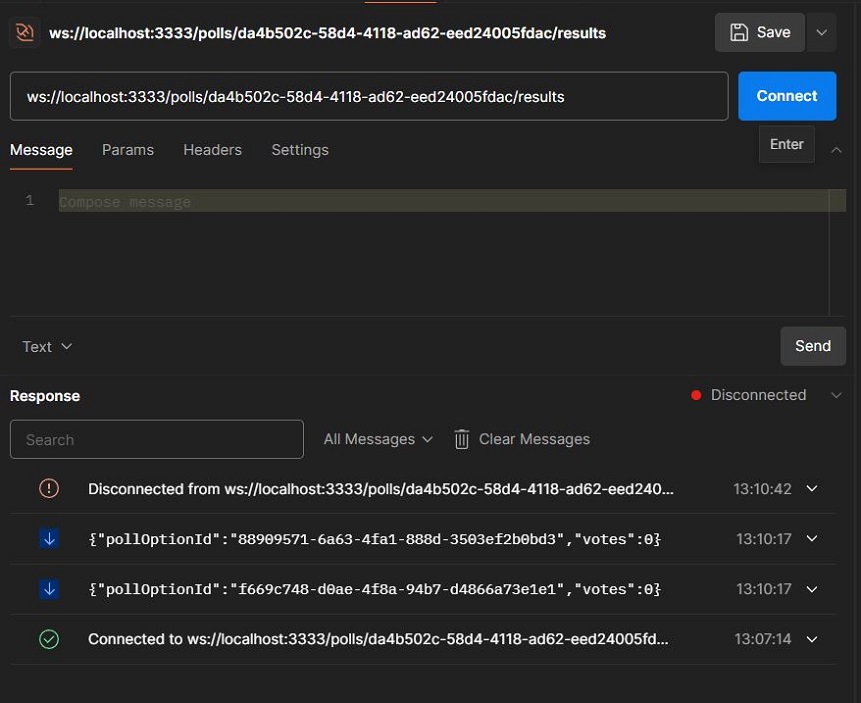 ws://localhost:3333/polls/da4b502c-58d4-4118-ad62-eed24005fdac/results
Save
ws://localhost:3333/polls/da4b502c-58d4-4118-ad62-eed24005fdac/results
Connect
Message Params Headers Settings
Enter
1 Compose message
Text
Send
Response
Disconnected
Search
All Messages
Clear Messages
Disconnected from ws://localhost:3333/polls/da4b502c-58d4-4118-ad62-eed240... 13:10:42
{"pollOptionId":"88909571-6a63-4fa1-888d-3503ef2b0bd3","votes":0} 13:10:17
{"pollOptionId":"f669c748-d0ae-4f8a-94b7-d4866a73e1e1","votes":0} 13:10:17
Connected to ws://localhost:3333/polls/da4b502c-58d4-4118-ad62-eed24005fd... 13:07:14